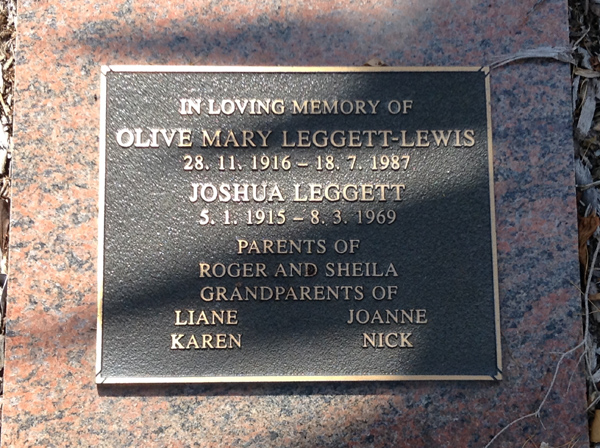 IN LOVING MEMORY OF
OLIVE MARY LEGGETT-LEWIS
28. 11. 1916 – 18. 7. 1987
JOSHUA LEGGETT
5. 1. 1915 – 8. 3. 1969
PARENTS OF
ROGER AND SHEILA
GRANDPARENTS OF
LIANE JOANNE
KAREN NICK